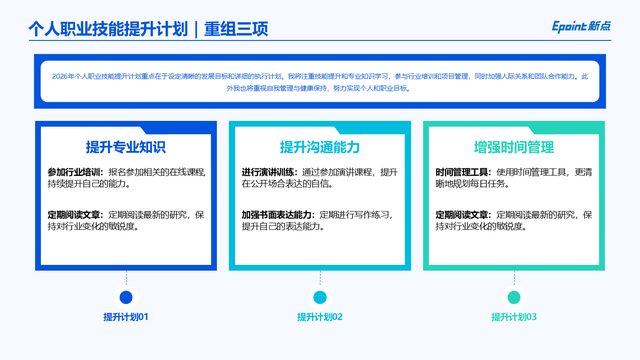 个人职业技能提升计划｜重组三项
Epoint 新点
2026年个人职业技能提升计划重点在于设定清晰的发展目标和详细的执行计划。我将注重技能提升和专业知识学习，参与行业培训和项目管理，同时加强人际关系和团队合作能力。此
外我也将重视自我管理与健康保持，努力实现个人和职业目标。
提升专业知识
参加行业培训：报名参加相关的在线课程,
持续提升自己的能力。
定期阅读文章：定期阅读最新的研究，保
持对行业变化的敏锐度。
提升沟通能力
进行演讲训练：通过参加演讲课程，提升
在公开场合表达的自信。
加强书面表达能力：定期进行写作练习，
提升自己的表达能力。
增强时间管理
时间管理工具：使用时间管理工具，更清
晰地规划每日任务。
定期阅读文章：定期阅读最新的研究，保
持对行业变化的敏锐度。
提升计划01
提升计划02
提升计划03